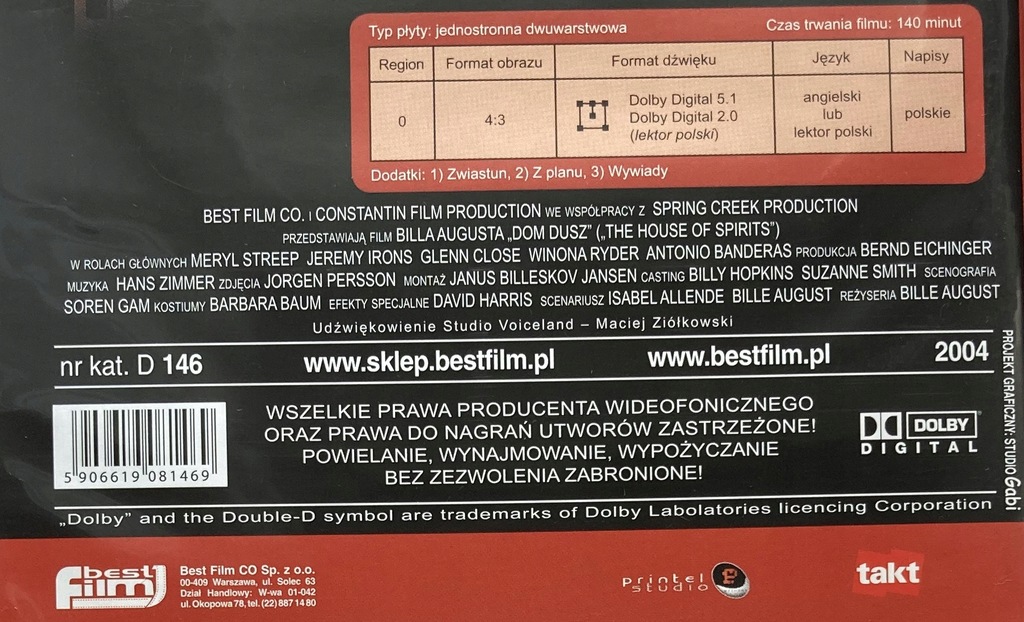 Typ płyty: jednostronna dwuwarstwowa Czas trwania filmu: 140 minut
Region Format obrazu Format dźwięku Język Napisy
0 4:3 Dolby Digital 5.1 Dolby Digital 2.0 (lektor polski) angielski lub lektor polski polskie
Dodatki: 1) Zwiastun, 2) Z planu, 3) Wywiady
BEST FILM CO. I CONSTANTIN FILM PRODUCTION WE WSPÓŁPRACY Z SPRING CREEK PRODUCTION
PRZEDSTAWIAJĄ FILM BILLA AUGUSTA „DOM DUSZ” („THE HOUSE OF SPIRITS”)
W ROLACH GŁÓWNYCH MERYL STREEP JEREMY IRONS GLENN CLOSE WINONA RYDER ANTONIO BANDERAS PRODUKCJA BERND EICHINGER
MUZYKA HANS ZIMMER ZDJĘCIA JORGEN PERSSON MONTAŻ JANUS BILLESKOV JANSEN CASTING BILLY HOPKINS SUZANNE SMITH SCENOGRAFIA
SOREN GAM KOSTIUMY BARBARA BAUM EFEKTY SPECJALNE DAVID HARRIS SCENARIUSZ ISABEL ALLENDE BILLE AUGUST REŻYSERIA BILLE AUGUST
Udźwiękowienie Studio Voiceland – Maciej Ziółkowski
nr kat. D 146 www.sklep.bestfilm.pl www.bestfilm.pl 2004
PROJEKT GRAFICZNY: STUDIO Gabi
5 906619 081469
WSZELKIE PRAWA PRODUCENTA WIDEOFONICZNEGO
ORAZ PRAWA DO NAGRAŃ UTWORÓW ZASTRZEŻONE!
POWIELANIE, WYNAJMOWANIE, WYPOŻYCZANIE
BEZ ZEZWOLENIA ZABRONIONE!
DOLBY
DIGITAL
„Dolby” and the Double-D symbol are trademarks of Dolby Labolatories licencing Corporation
best film
Best Film CO Sp. z o.o.
00-409 Warszawa, ul. Solec 63
Dział Handlowy: W-wa 01-042
ul. Okopowa 78, tel. (22) 887 14 80
printel
studio
takt